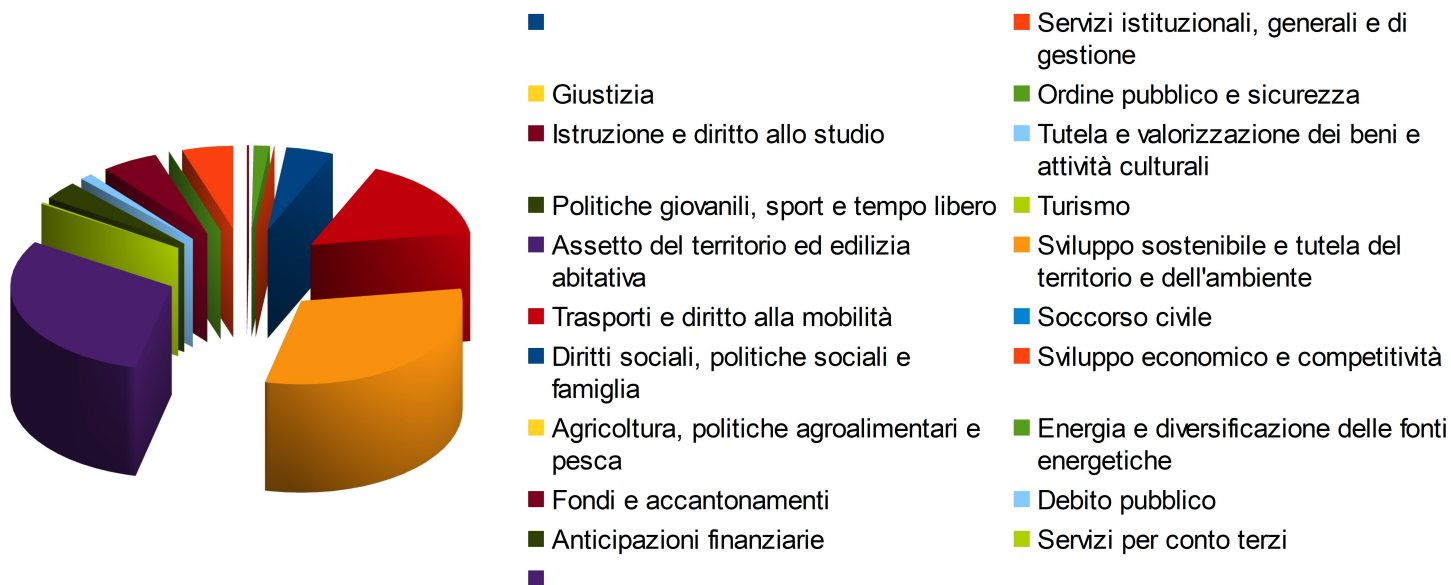 Servizi istituzionali, generali e di
gestione
Giustizia
Ordine pubblico e sicurezza
Istruzione e diritto allo studio
Tutela e valorizzazione dei beni e
attività culturali
Politiche giovanili, sport e tempo libero
Turismo
Assetto del territorio ed edilizia
abitativa
Sviluppo sostenibile e tutela del
territorio e dell'ambiente
Trasporti e diritto alla mobilità
Soccorso civile
Diritti sociali, politiche sociali e
famiglia
Sviluppo economico e competitività
Agricoltura, politiche agroalimentari e
pesca
Energia e diversificazione delle fonti
energetiche
Fondi e accantonamenti
Debito pubblico
Anticipazioni finanziarie
Servizi per conto terzi